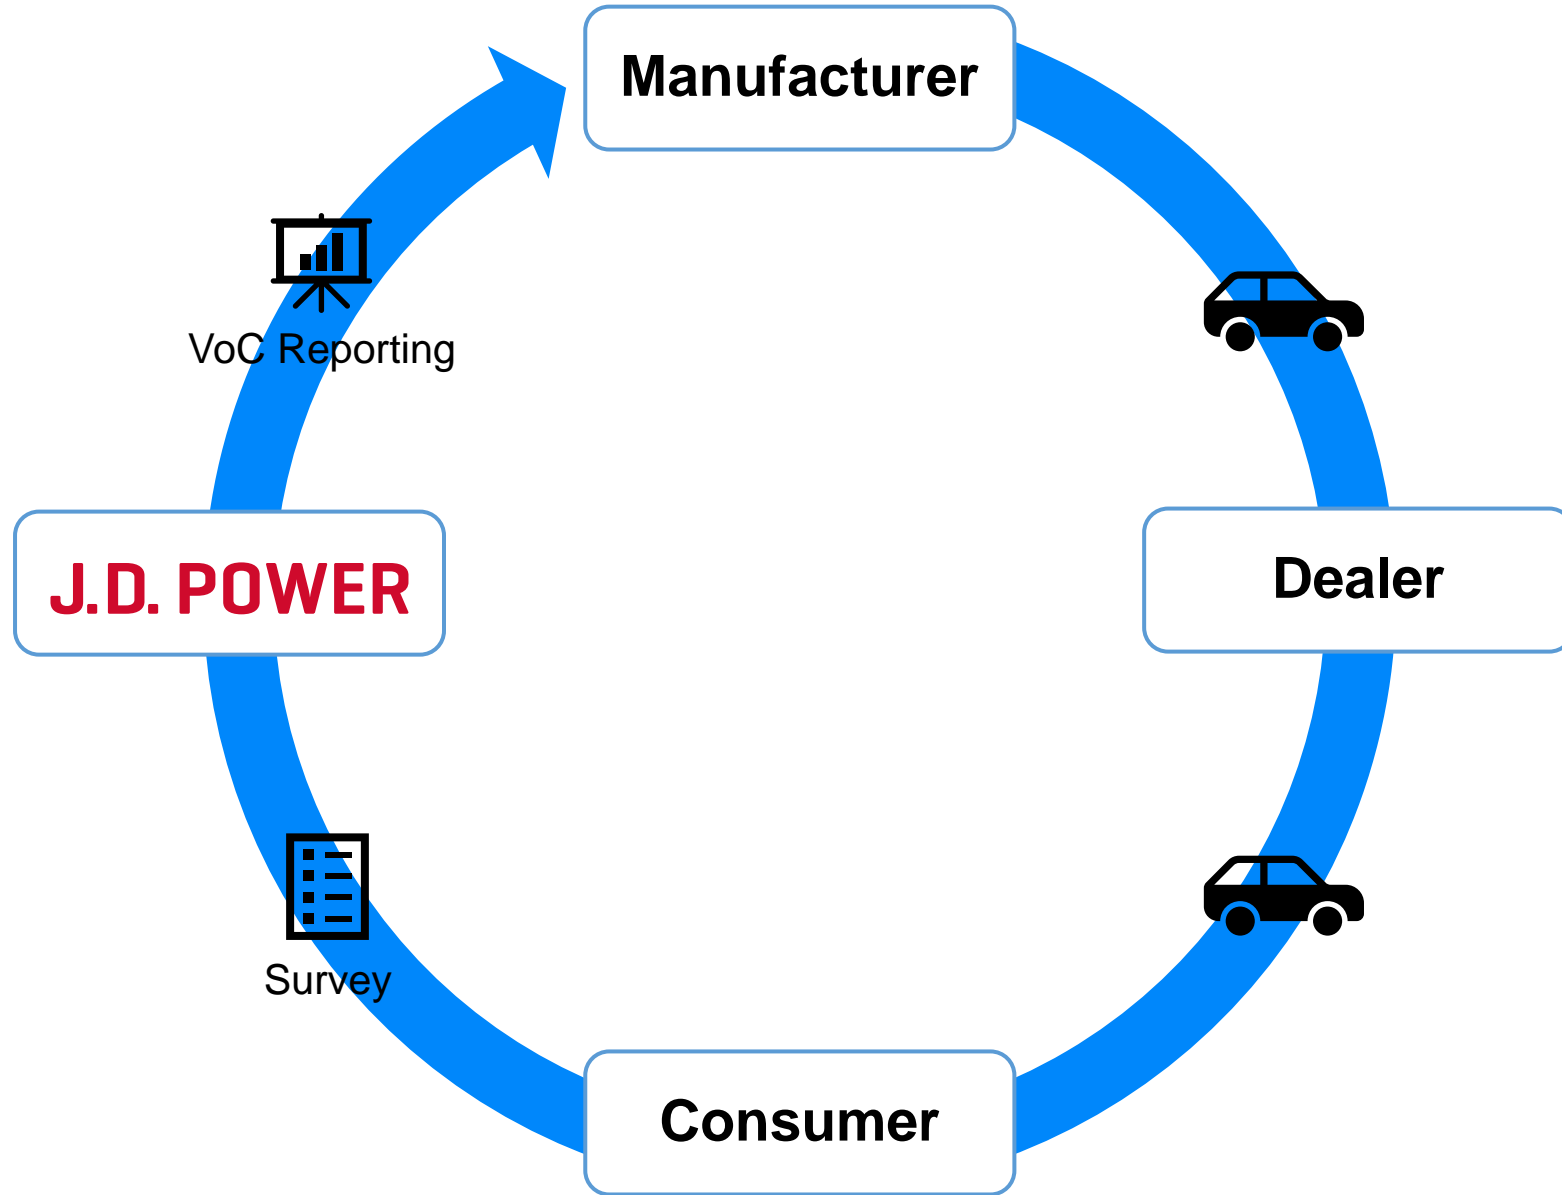 Manufacturer
VoC Reporting
J.D. POWER
Dealer
Survey
Consumer